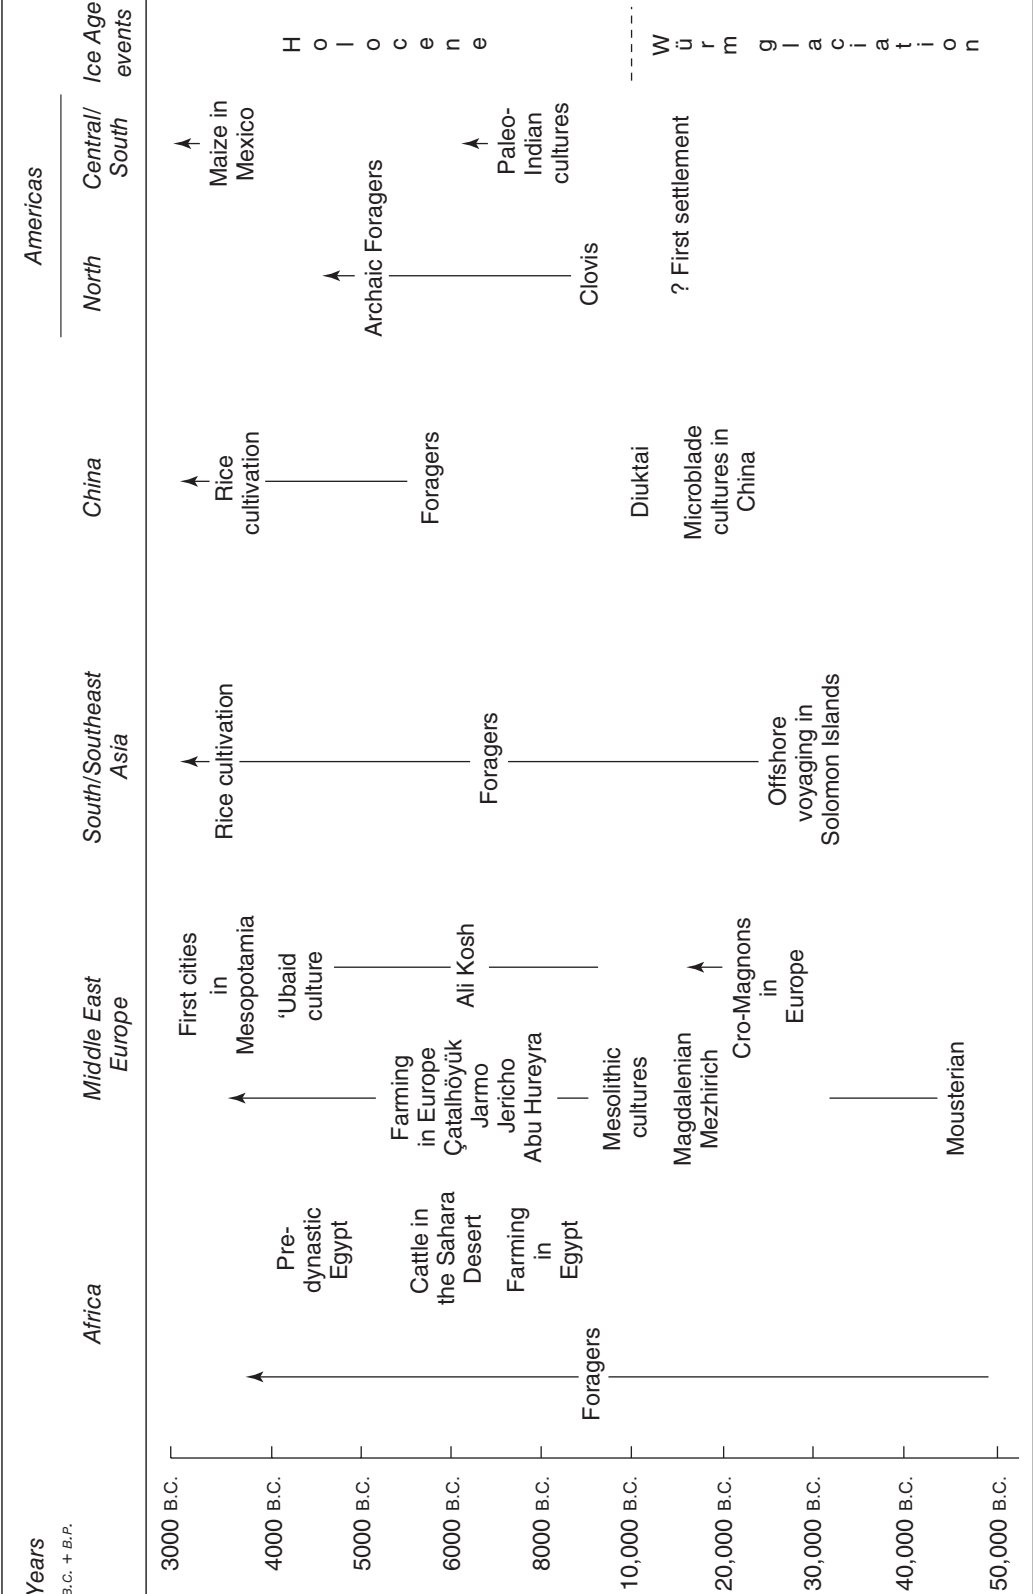 Years
B.C. + B.P.
Africa
Middle East
Europe
South/Southeast
Asia
China
Americas
North
Central/
South
Ice Age
events
3000 B.C.
4000 B.C.
5000 B.C.
6000 B.C.
8000 B.C.
10,000 B.C.
20,000 B.C.
30,000 B.C.
40,000 B.C.
50,000 B.C.
Foragers
Pre-
dynastic
Egypt
Cattle in
the Sahara
Desert
Farming
in
Egypt
Farming
in Europe
Çatalhöyük
Jarmo
Jericho
Abu Hureyra
Mesolithic
cultures
Magdalenian
Mezhirich
Mousterian
First cities
in
Mesopotamia
‘Ubaid
culture
Ali Kosh
Cro-Magnons
in
Europe
Rice cultivation
Foragers
Offshore
voyaging in
Solomon Islands
Rice
cultivation
Foragers
Diuktai
Microblade
cultures in
China
Archaic Foragers
Clovis
? First settlement
Maize in
Mexico
Paleo-
Indian
cultures
Holocene
Würm glaciation